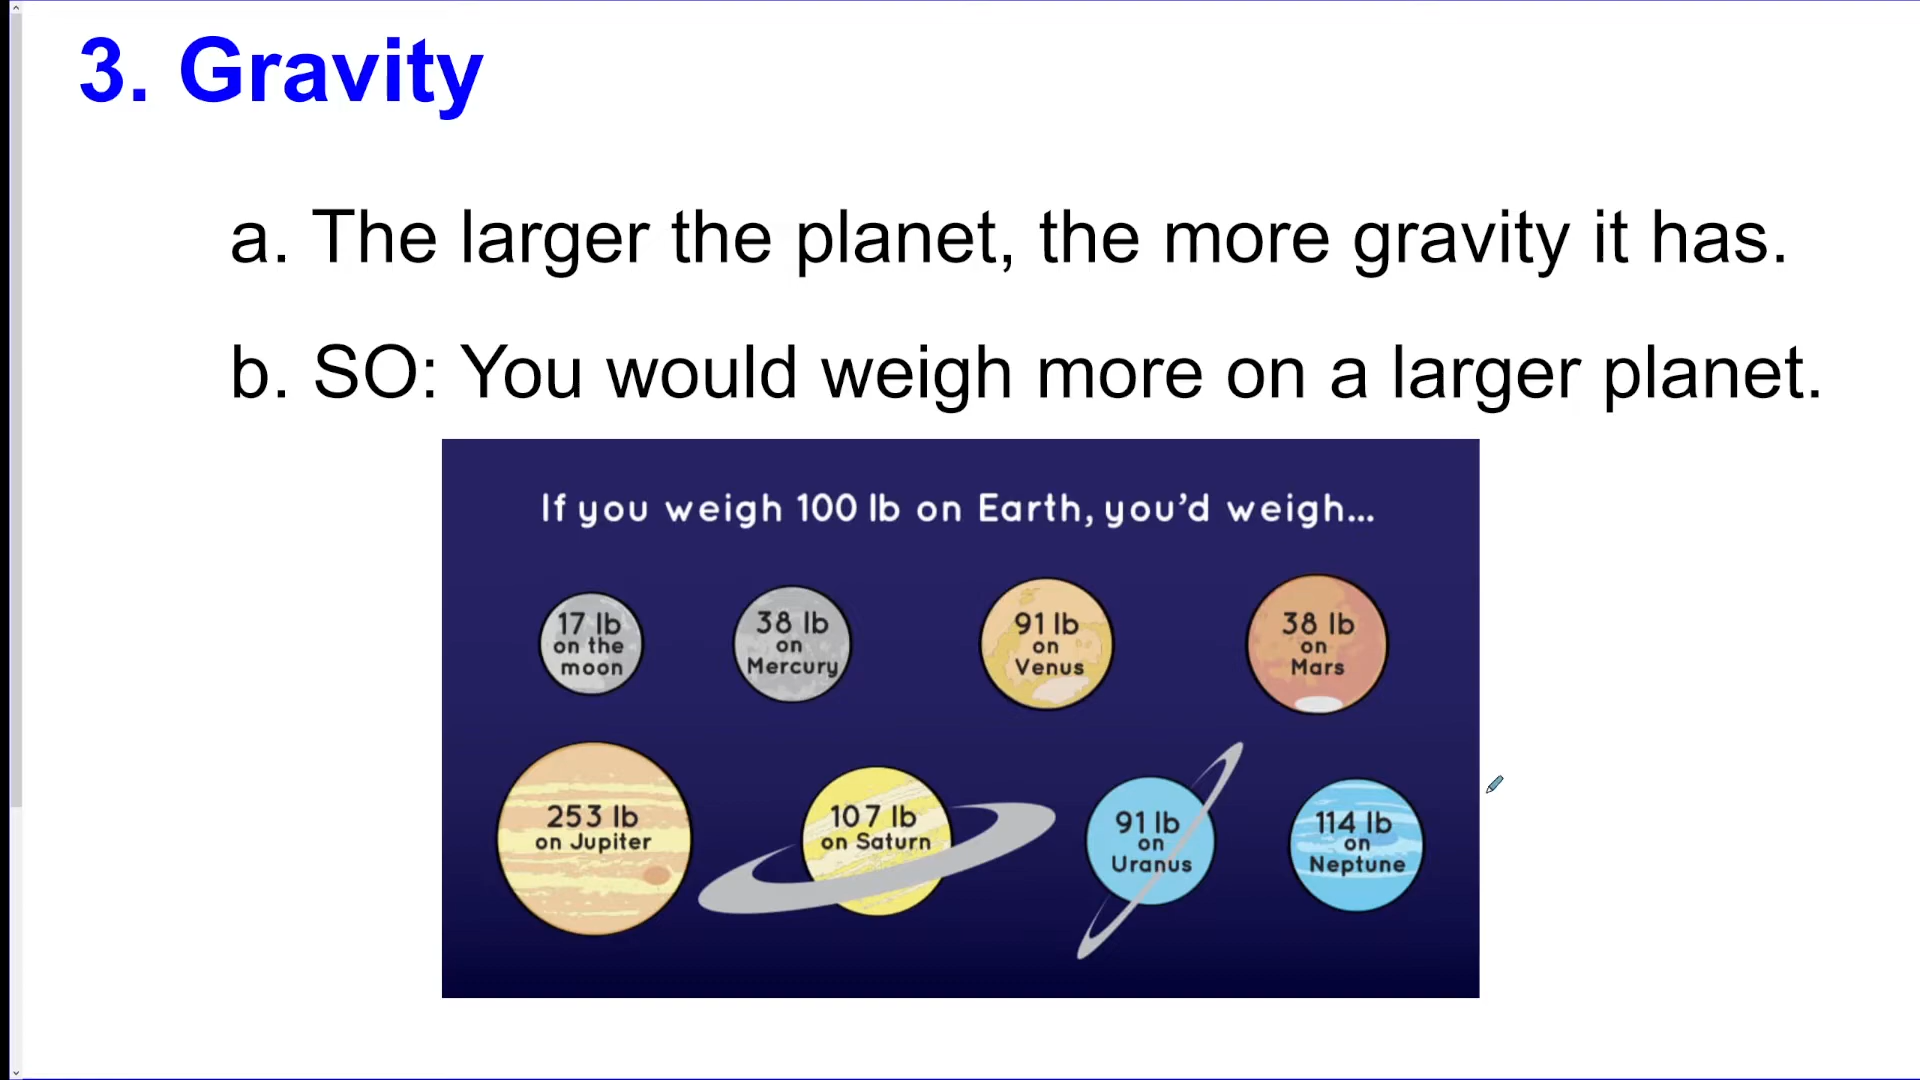 3. Gravity
a. The larger the planet, the more gravity it has.
b. SO: You would weigh more on a larger planet.
If you weigh 100 lb on Earth, you'd weigh...
17 lb
on the
moon
38 lb
on
Mercury
91 lb
on
Venus
38 lb
on
Mars
253 lb
on Jupiter
107 lb
on Saturn
91 lb
on
Uranus
114 lb
on
Neptune